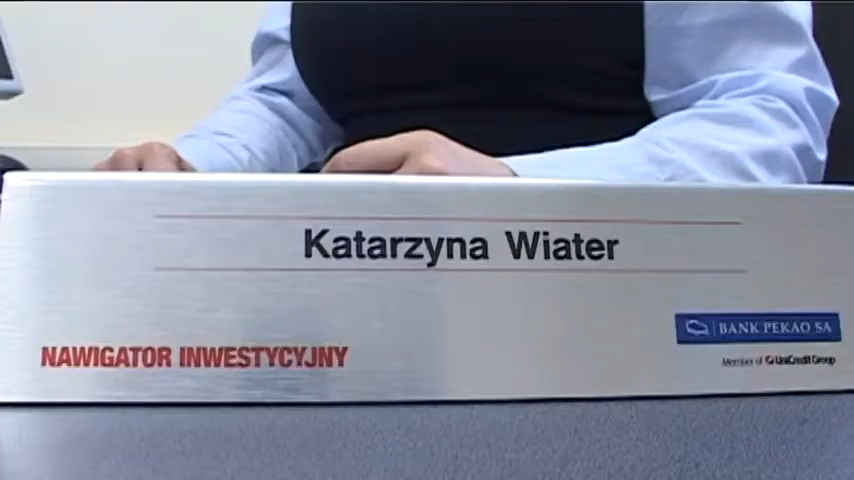 Katarzyna Wiater
NAWIGATOR INWESTYCYJNY
BANK PEKAO SA
Member of UniCredit Group